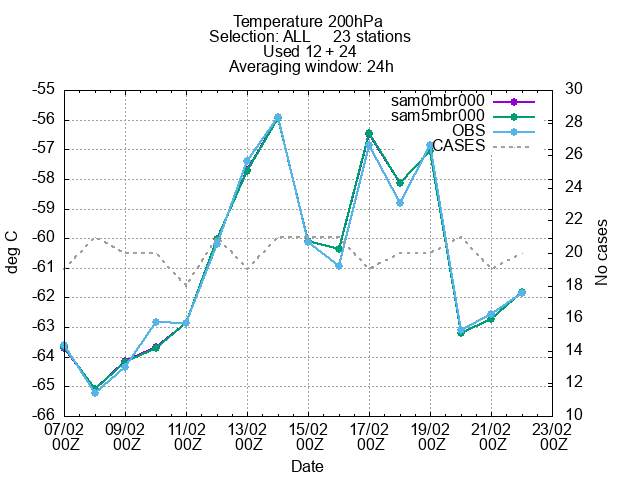 Temperature 200hPa
Selection: ALL 23 stations
Used 12 + 24
Averaging window: 24h
-55 30
sam0mbr000
sam5mbr000
OBS
CASES
-56 28
-57 26
-58 24
-59 22
-60 20
-61 18
-62 16
-63 14
-64 12
-65 10
-66
deg C
No cases
07/02 09/02 11/02 13/02 15/02 17/02 19/02 21/02 23/02
00Z 00Z 00Z 00Z 00Z 00Z 00Z 00Z 00Z
Date